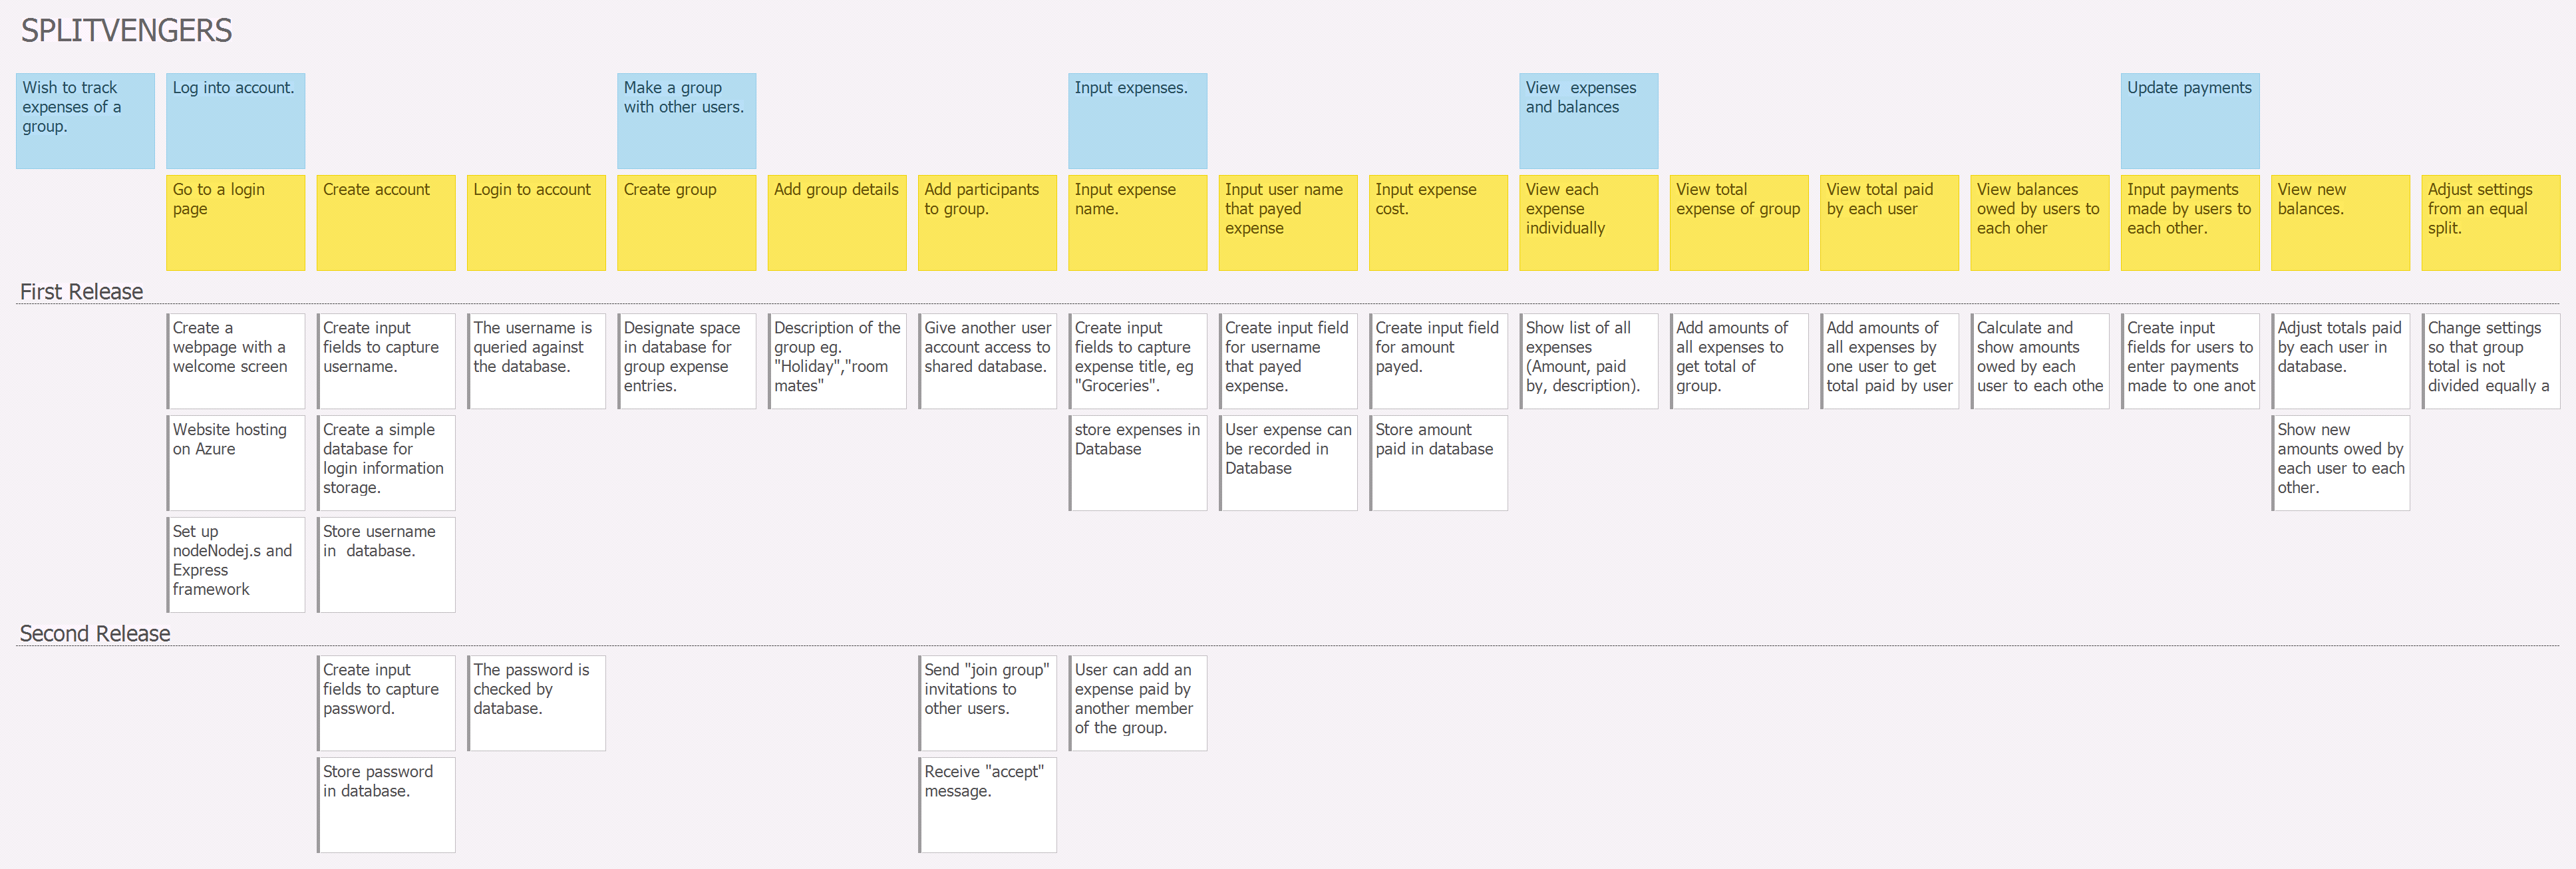 SPLITVENGERS
Wish to track
expenses of a
group.
Log into account.
Make a group
with other users.
Input expenses.
View  expenses
and balances
Update payments
Go to a login
page
Create account
Login to account
Create group
Add group details
Add participants
to group.
Input expense
name.
Input user name
that payed
expense
Input expense
cost.
View each
expense
individually
View total
expense of group
View total paid
by each user
View balances
owed by users to
each oher
Input payments
made by users to
each other.
View new
balances.
Adjust settings
from an equal
split.
First Release
Create a
webpage with a
welcome screen
Create input
fields to capture
username.
The username is
queried against
the database.
Designate space
in database for
group expense
entries.
Description of the
group eg.
"Holiday","room
mates"
Give another user
account access to
shared database.
Create input
fields to capture
expense title, eg
"Groceries".
Create input field
for username
that payed
expense.
Create input field
for amount
payed.
Show list of all
expenses
(Amount, paid
by, description).
Add amounts of
all expenses to
get total of
group.
Add amounts of
all expenses by
one user to get
total paid by user
Calculate and
show amounts
owed by each
user to each othe
Create input
fields for users to
enter payments
made to one anot
Adjust totals paid
by each user in
database.
Change settings
so that group
total is not
divided equally a
Website hosting
on Azure
Create a simple
database for
login information
storage.
store expenses in
Database
User expense can
be recorded in
Database
Store amount
paid in database
Show new
amounts owed by
each user to each
other.
Set up
nodeNodej.s and
Express
framework
Store username
in  database.
Second Release
Create input
fields to capture
password.
The password is
checked by
database.
Send "join group"
invitations to
other users.
User can add an
expense paid by
another member
of the group.
Store password
in database.
Receive "accept"
message.